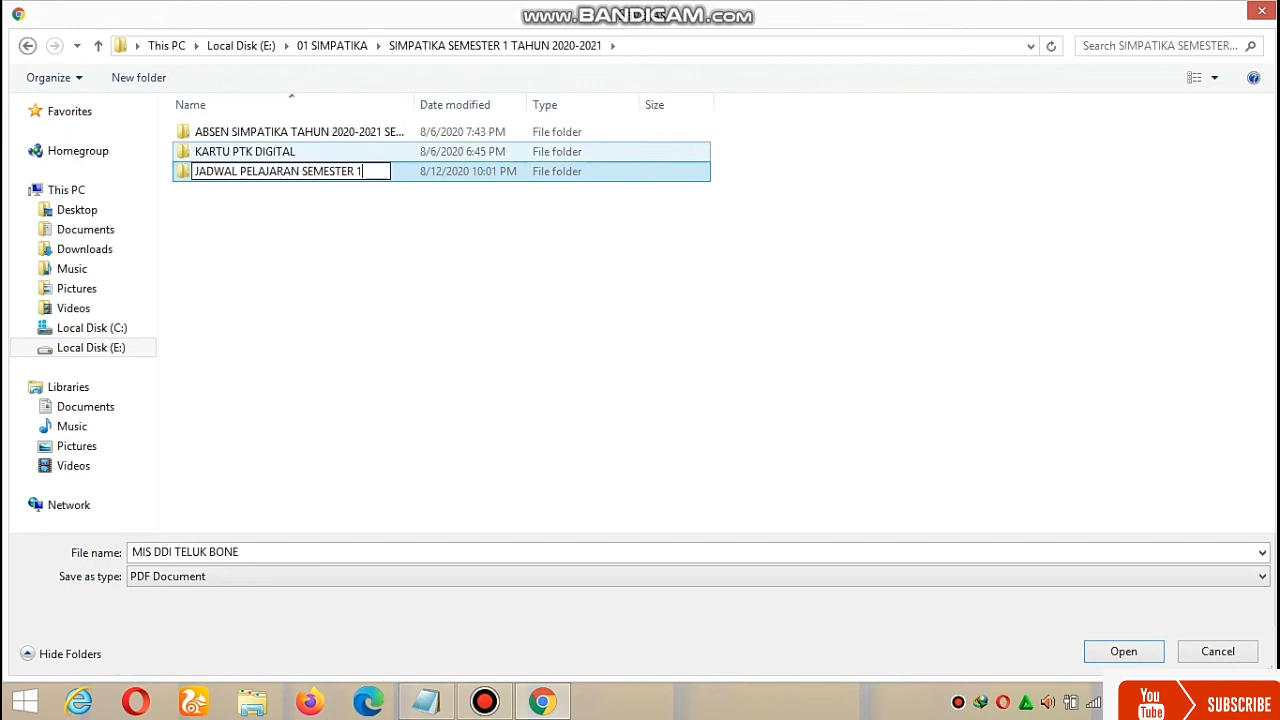 www.BANDICAM.com
This PC
Local Disk (E:)
01 SIMPATIKA
SIMPATIKA SEMESTER 1 TAHUN 2020-2021
Search SIMPATIKA SEMESTER...
Organize
New folder
Name
Date modified
Type
Size
ABSEN SIMPATIKA TAHUN 2020-2021 SE... 8/6/2020 7:43 PM File folder
KARTU PTK DIGITAL 8/6/2020 6:45 PM File folder
JADWAL PELAJARAN SEMESTER 1 8/12/2020 10:01 PM File folder
Favorites
Homegroup
This PC
Desktop
Documents
Downloads
Music
Pictures
Videos
Local Disk (C:)
Local Disk (E:)
Libraries
Documents
Music
Pictures
Videos
Network
File name: MIS DDI TELUK BONE
Save as type: PDF Document
Hide Folders
Open
Cancel
You Tube
SUBSCRIBE